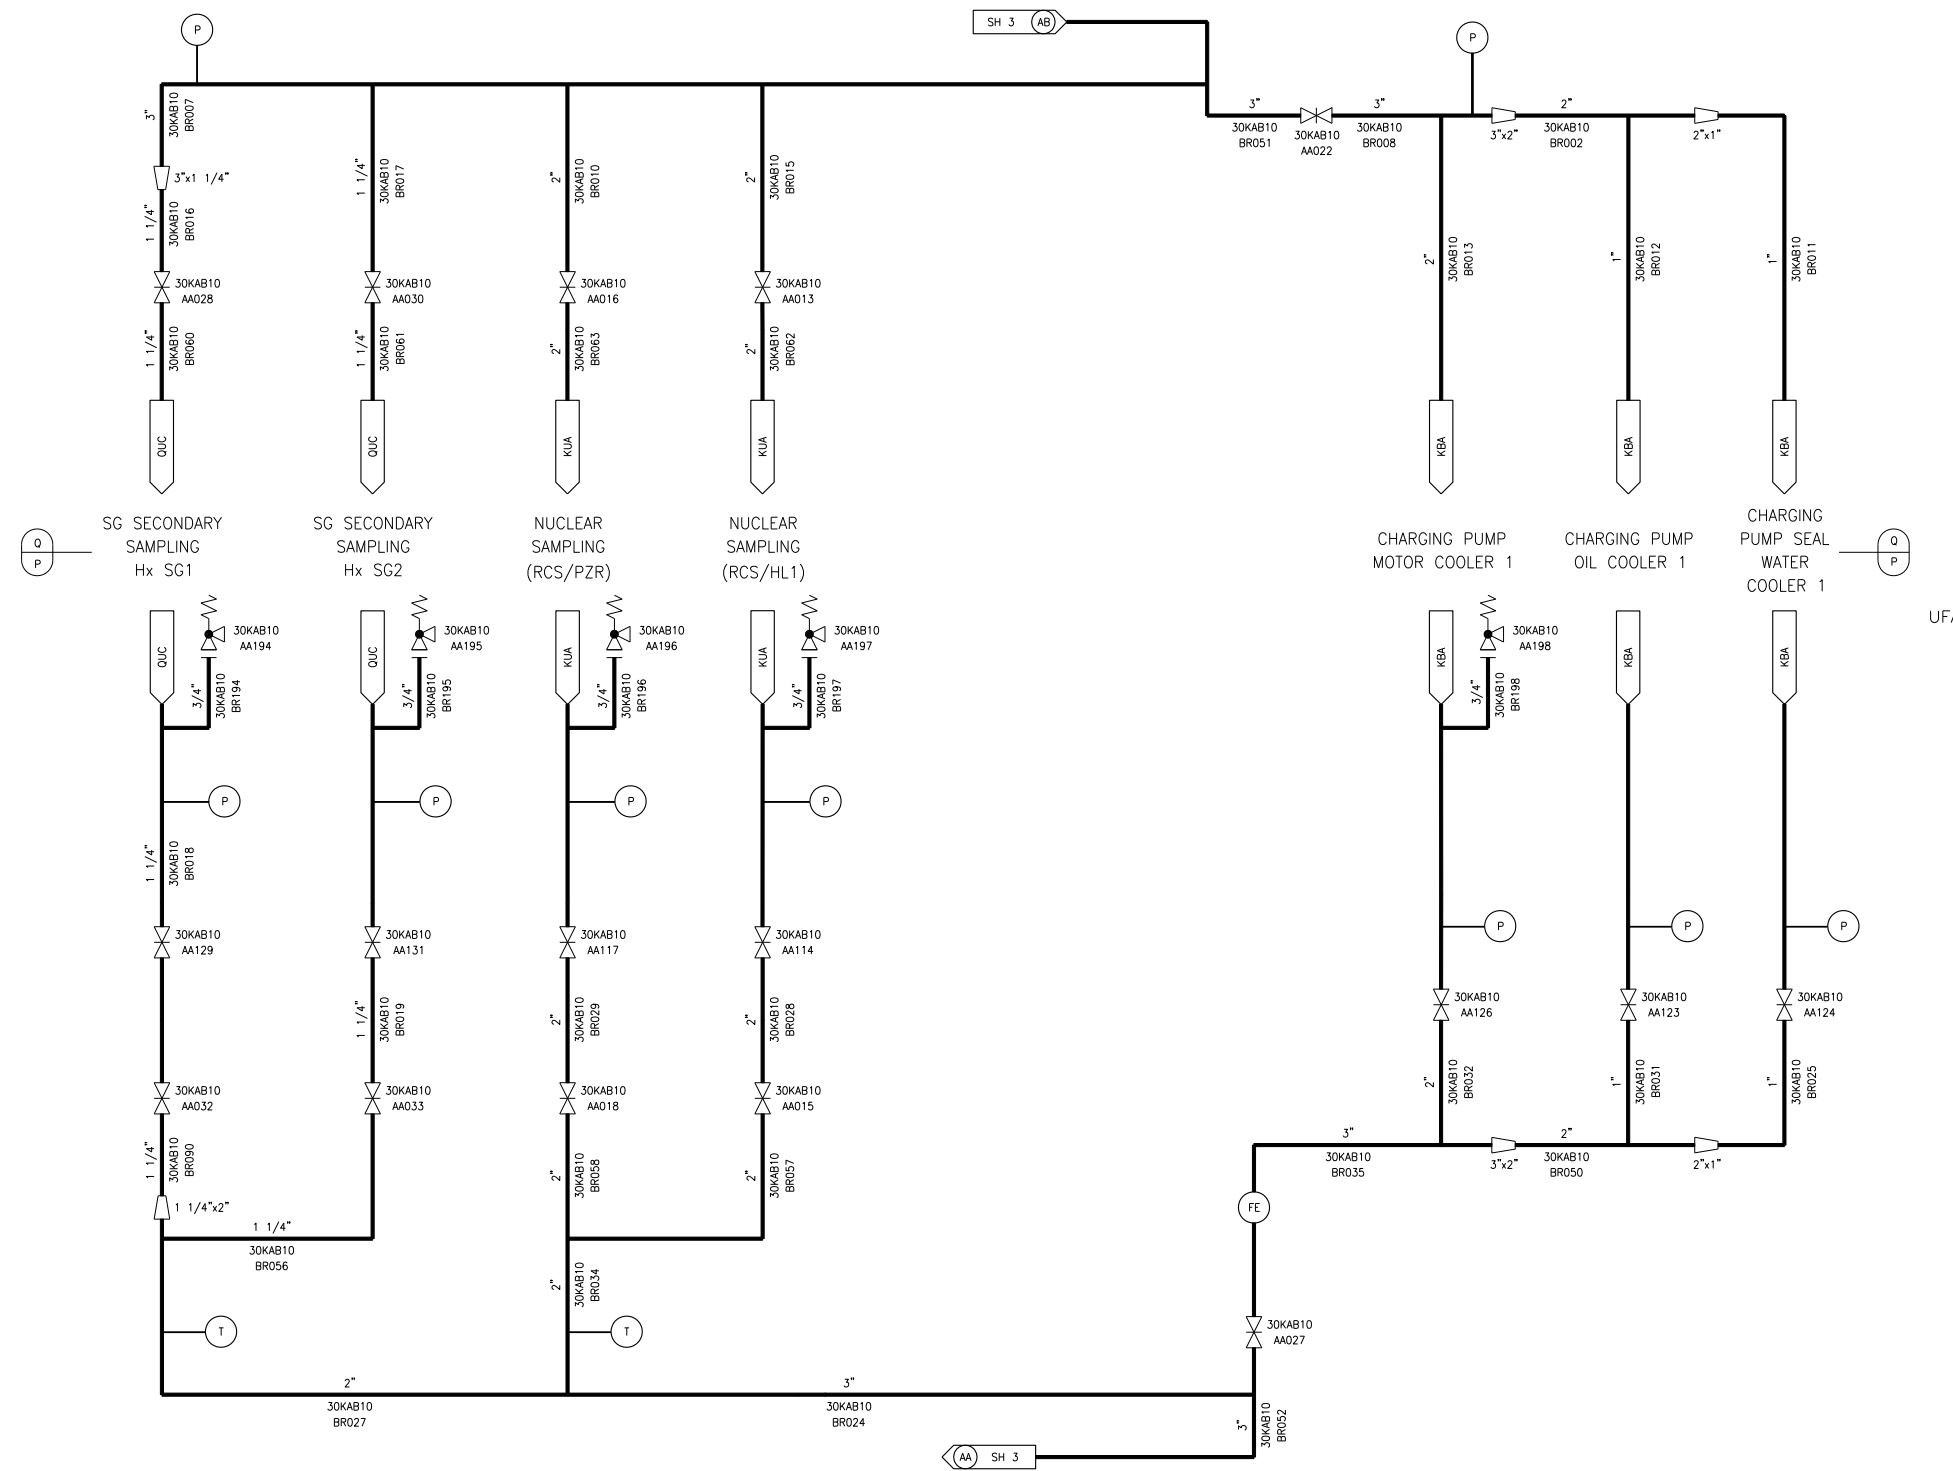 SH 3 AB
P
P
3"
30KAB10
BR007
3"x1 1/4"
1 1/4"
30KAB10
BR016
30KAB10
AA028
1 1/4"
30KAB10
BR060
QUC
1 1/4"
30KAB10
BR017
30KAB10
AA030
1 1/4"
30KAB10
BR061
QUC
2"
30KAB10
BR010
30KAB10
AA016
2"
30KAB10
BR063
KUA
2"
30KAB10
BR015
30KAB10
AA013
2"
30KAB10
BR062
KUA
3"
30KAB10
BR051
30KAB10
AA022
3"
30KAB10
BR008
3"x2"
2"
30KAB10
BR002
2"x1"
2"
30KAB10
BR013
KBA
1"
30KAB10
BR012
KBA
1"
30KAB10
BR011
KBA
Q
P
SG SECONDARY
SAMPLING
Hx SG1
SG SECONDARY
SAMPLING
Hx SG2
NUCLEAR
SAMPLING
(RCS/PZR)
NUCLEAR
SAMPLING
(RCS/HL1)
CHARGING PUMP
MOTOR COOLER 1
CHARGING PUMP
OIL COOLER 1
CHARGING
PUMP SEAL
WATER
COOLER 1
Q
P
QUC
30KAB10
AA194
3/4"
30KAB10
BR194
P
1 1/4"
30KAB10
BR018
30KAB10
AA129
30KAB10
AA032
1 1/4"
30KAB10
BR090
1 1/4"x2"
QUC
30KAB10
AA195
3/4"
30KAB10
BR195
P
30KAB10
AA131
1 1/4"
30KAB10
BR019
30KAB10
AA033
1 1/4"
30KAB10
BR056
T
KUA
30KAB10
AA196
3/4"
30KAB10
BR196
P
30KAB10
AA117
2"
30KAB10
BR029
30KAB10
AA018
2"
30KAB10
BR058
2"
30KAB10
BR034
T
KUA
30KAB10
AA197
3/4"
30KAB10
BR197
P
30KAB10
AA114
2"
30KAB10
BR028
30KAB10
AA015
2"
30KAB10
BR057
KBA
30KAB10
AA198
3/4"
30KAB10
BR198
P
30KAB10
AA126
2"
30KAB10
BR032
KBA
P
30KAB10
AA123
1"
30KAB10
BR031
KBA
P
30KAB10
AA124
1"
30KAB10
BR025
3"
30KAB10
BR035
3"x2"
2"
30KAB10
BR050
2"x1"
FE
30KAB10
AA027
2"
30KAB10
BR027
3"
30KAB10
BR024
3"
30KAB10
BR052
AA SH 3